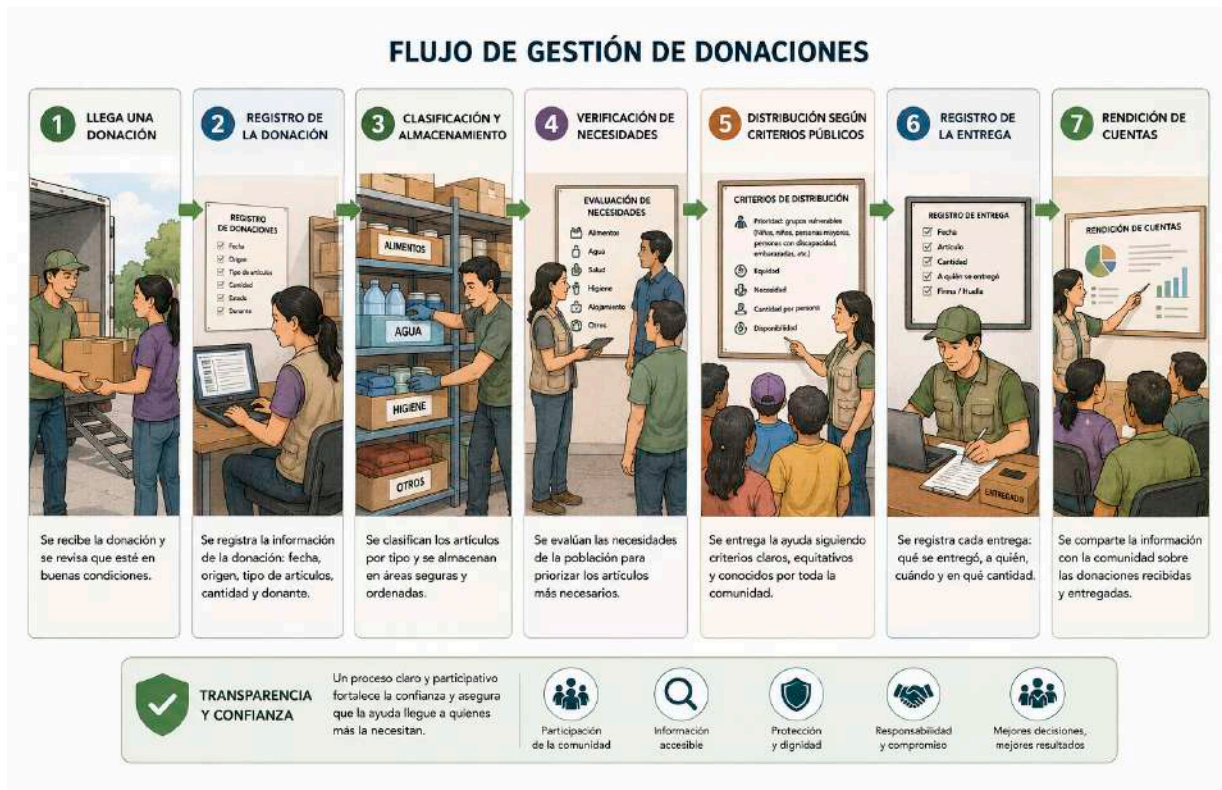 FLUJO DE GESTIÓN DE DONACIONES
1
LLEGA UNA
DONACIÓN
Se recibe la donación y
se revisa que esté en
buenas condiciones.
2
REGISTRO DE
LA DONACIÓN
REGISTRO
DE DONACIONES
Fecha
Origen
Tipo de artículos
Cantidad
Estado
Donante
Se registra la información
de la donación: fecha,
origen, tipo de artículos,
cantidad y donante.
3
CLASIFICACIÓN Y
ALMACENAMIENTO
ALIMENTOS
AGUA
HIGIENE
OTROS
Se clasifican los artículos
por tipo y se almacenan
en áreas seguras y
ordenadas.
4
VERIFICACIÓN DE
NECESIDADES
EVALUACIÓN DE
NECESIDADES
Alimentos
Agua
Salud
Higiene
Alojamiento
Otros
Se evalúan las necesidades
de la población para
priorizar los artículos
más necesarios.
5
DISTRIBUCIÓN SEGÚN
CRITERIOS PÚBLICOS
CRITERIOS DE DISTRIBUCIÓN
Prioridad: grupos vulnerables
(Niños, niñas, personas mayores,
personas con discapacidad,
embarazadas, etc.)
Equidad
Necesidad
Cantidad por persona
Disponibilidad
Se entrega la ayuda siguiendo
criterios claros, equitativos
y conocidos por toda la
comunidad.
6
REGISTRO DE
LA ENTREGA
REGISTRO DE ENTREGA
Fecha
Artículo
Cantidad
A quién se entregó
Firma / Huella
ENTREGADO
Se registra cada entrega:
qué se entregó, a quién,
cuándo y en qué cantidad.
7
RENDICIÓN DE
CUENTAS
RENDICIÓN DE CUENTAS
Se comparte la información
con la comunidad sobre
las donaciones recibidas
y entregadas.
TRANSPARENCIA
Y CONFIANZA
Un proceso claro y participativo
fortalece la confianza y asegura
que la ayuda llegue a quienes
más la necesitan.
Participación
de la comunidad
Información
accesible
Protección
y dignidad
Responsabilidad
y compromiso
Mejores decisiones,
mejores resultados